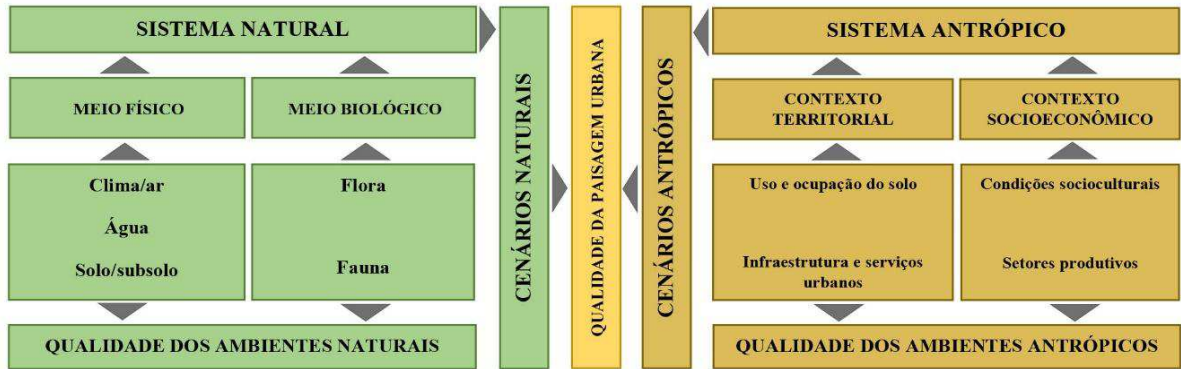 SISTEMA NATURAL
MEIO FÍSICO
MEIO BIOLÓGICO
Clima/ar
Água
Solo/subsolo
Flora
Fauna
QUALIDADE DOS AMBIENTES NATURAIS
CENÁRIOS NATURAIS
QUALIDADE DA PAISAGEM URBANA
CENÁRIOS ANTRÓPICOS
SISTEMA ANTRÓPICO
CONTEXTO
TERRITORIAL
CONTEXTO
SOCIOECONÔMICO
Uso e ocupação do solo
Infraestrutura e serviços
urbanos
Condições socioculturais
Setores produtivos
QUALIDADE DOS AMBIENTES ANTRÓPICOS